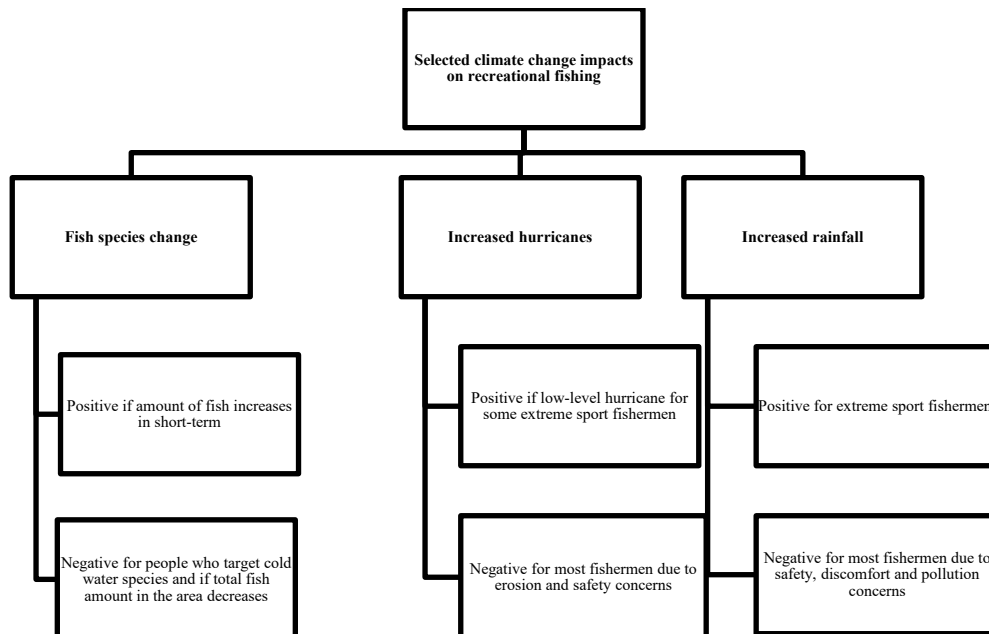 Selected climate change impacts
on recreational fishing
Fish species change
Increased hurricanes
Increased rainfall
Positive if amount of fish increases
in short-term
Positive if low-level hurricane for
some extreme sport fishermen
Positive for extreme sport fishermen
Negative for people who target cold
water species and if total fish
amount in the area decreases
Negative for most fishermen due to
erosion and safety concerns
Negative for most fishermen due to
safety, discomfort and pollution
concerns